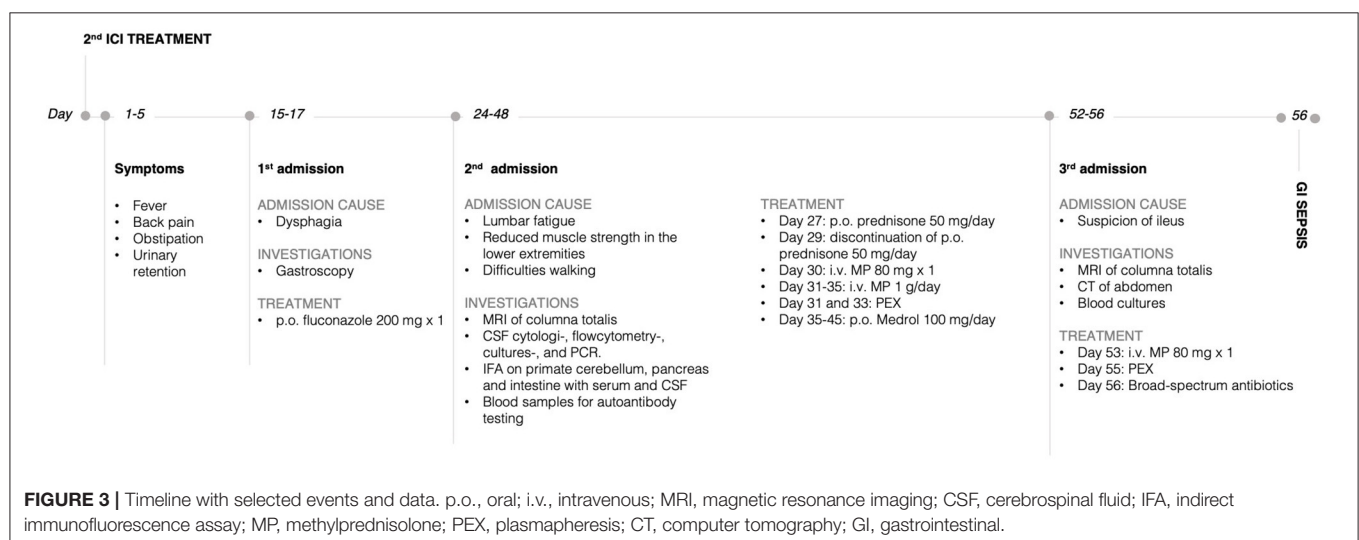 2nd ICI TREATMENT
Day 1-5 15-17 24-48 52-56 56
Symptoms
• Fever
• Back pain
• Obstipation
• Urinary
retention
1st admission
ADMISSION CAUSE
• Dysphagia
INVESTIGATIONS
• Gastroscopy
TREATMENT
• p.o. fluconazole 200 mg x 1
2nd admission
ADMISSION CAUSE
• Lumbar fatigue
• Reduced muscle strength in the
lower extremities
• Difficulties walking
INVESTIGATIONS
• MRI of columna totalis
• CSF cytologi-, flowcytometry-,
cultures-, and PCR.
• IFA on primate cerebellum, pancreas
and intestine with serum and CSF
• Blood samples for autoantibody
testing
TREATMENT
• Day 27: p.o. prednisone 50 mg/day
• Day 29: discontinuation of p.o.
prednisone 50 mg/day
• Day 30: i.v. MP 80 mg x 1
• Day 31-35: i.v. MP 1 g/day
• Day 31 and 33: PEX
• Day 35-45: p.o. Medrol 100 mg/day
3rd admission
ADMISSION CAUSE
• Suspicion of ileus
INVESTIGATIONS
• MRI of columna totalis
• CT of abdomen
• Blood cultures
TREATMENT
• Day 53: i.v. MP 80 mg x 1
• Day 55: PEX
• Day 56: Broad-spectrum antibiotics
GI SEPSIS
FIGURE 3 | Timeline with selected events and data. p.o., oral; i.v., intravenous; MRI, magnetic resonance imaging; CSF, cerebrospinal fluid; IFA, indirect
immunofluorescence assay; MP, methylprednisolone; PEX, plasmapheresis; CT, computer tomography; GI, gastrointestinal.